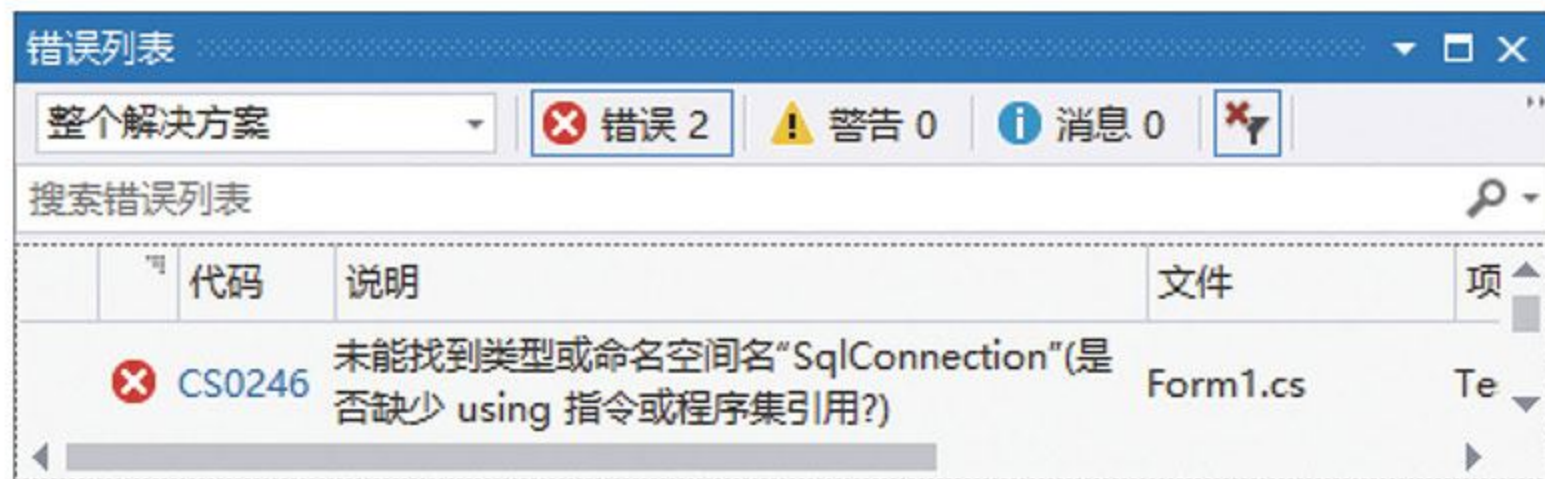 错误列表
整个解决方案 错误 2 警告 0 消息 0
搜索错误列表
代码 说明 文件 项
CS0246 未能找到类型或命名空间名“SqlConnection”(是 Form1.cs Te
否缺少 using 指令或程序集引用?)